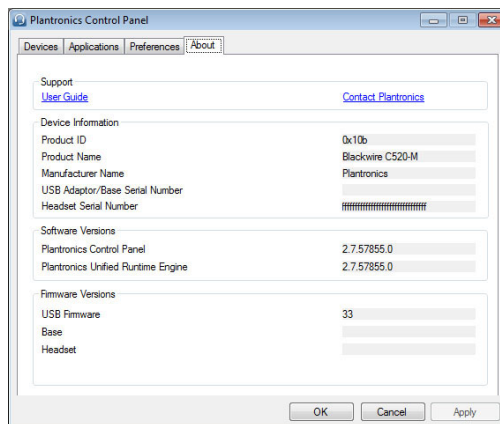 Plantronics Control Panel
Devices Applications Preferences About
Support
User Guide Contact Plantronics
Device Information
Product ID 0x10b
Product Name Blackwire C520-M
Manufacturer Name Plantronics
USB Adaptor/Base Serial Number
Headset Serial Number
Software Versions
Plantronics Control Panel 2.7.57855.0
Plantronics Unified Runtime Engine 2.7.57855.0
Firmware Versions
USB Firmware 33
Base
Headset
OK Cancel Apply